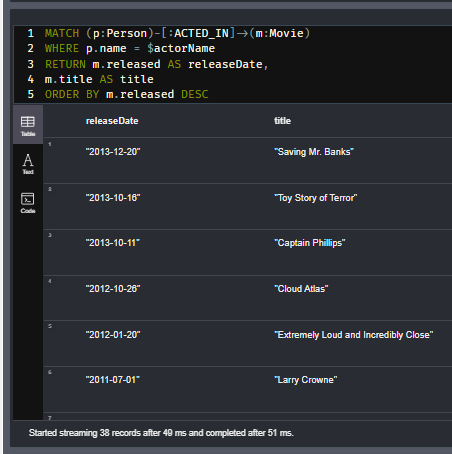 1 MATCH (p:Person)-[:ACTED_IN]→(m:Movie)
2 WHERE p.name = $actorName
3 RETURN m.released AS releaseDate,
4 m.title AS title
5 ORDER BY m.released DESC
Table
Text
Code
releaseDate title
1 "2013-12-20" "Saving Mr. Banks"
2 "2013-10-16" "Toy Story of Terror"
3 "2013-10-11" "Captain Phillips"
4 "2012-10-26" "Cloud Atlas"
5 "2012-01-20" "Extremely Loud and Incredibly Close"
6 "2011-07-01" "Larry Crowne"
7
Started streaming 38 records after 49 ms and completed after 51 ms.